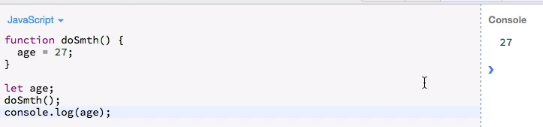 JavaScript
function doSmth() {
  age = 27;
}
let age;
doSmth();
console.log(age);
Console
27